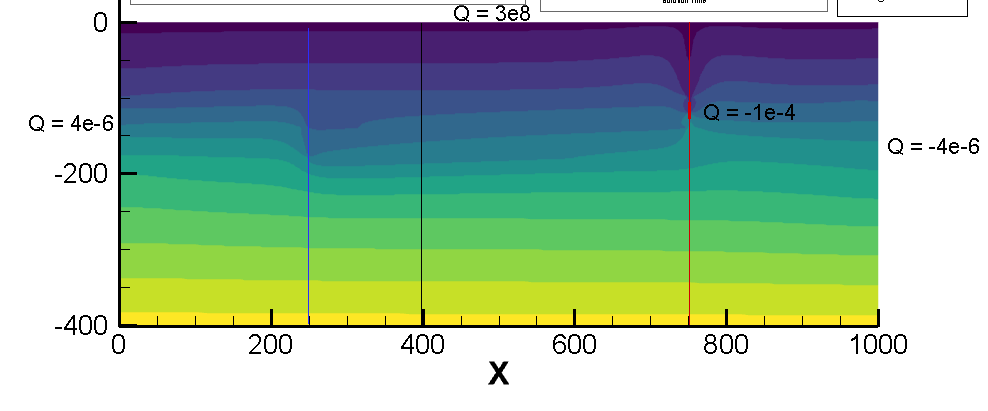 Q = 3e8
0
Q = -1e-4
Q = 4e-6
Q = -4e-6
-200
-400
0 200 400 600 800 1000
X